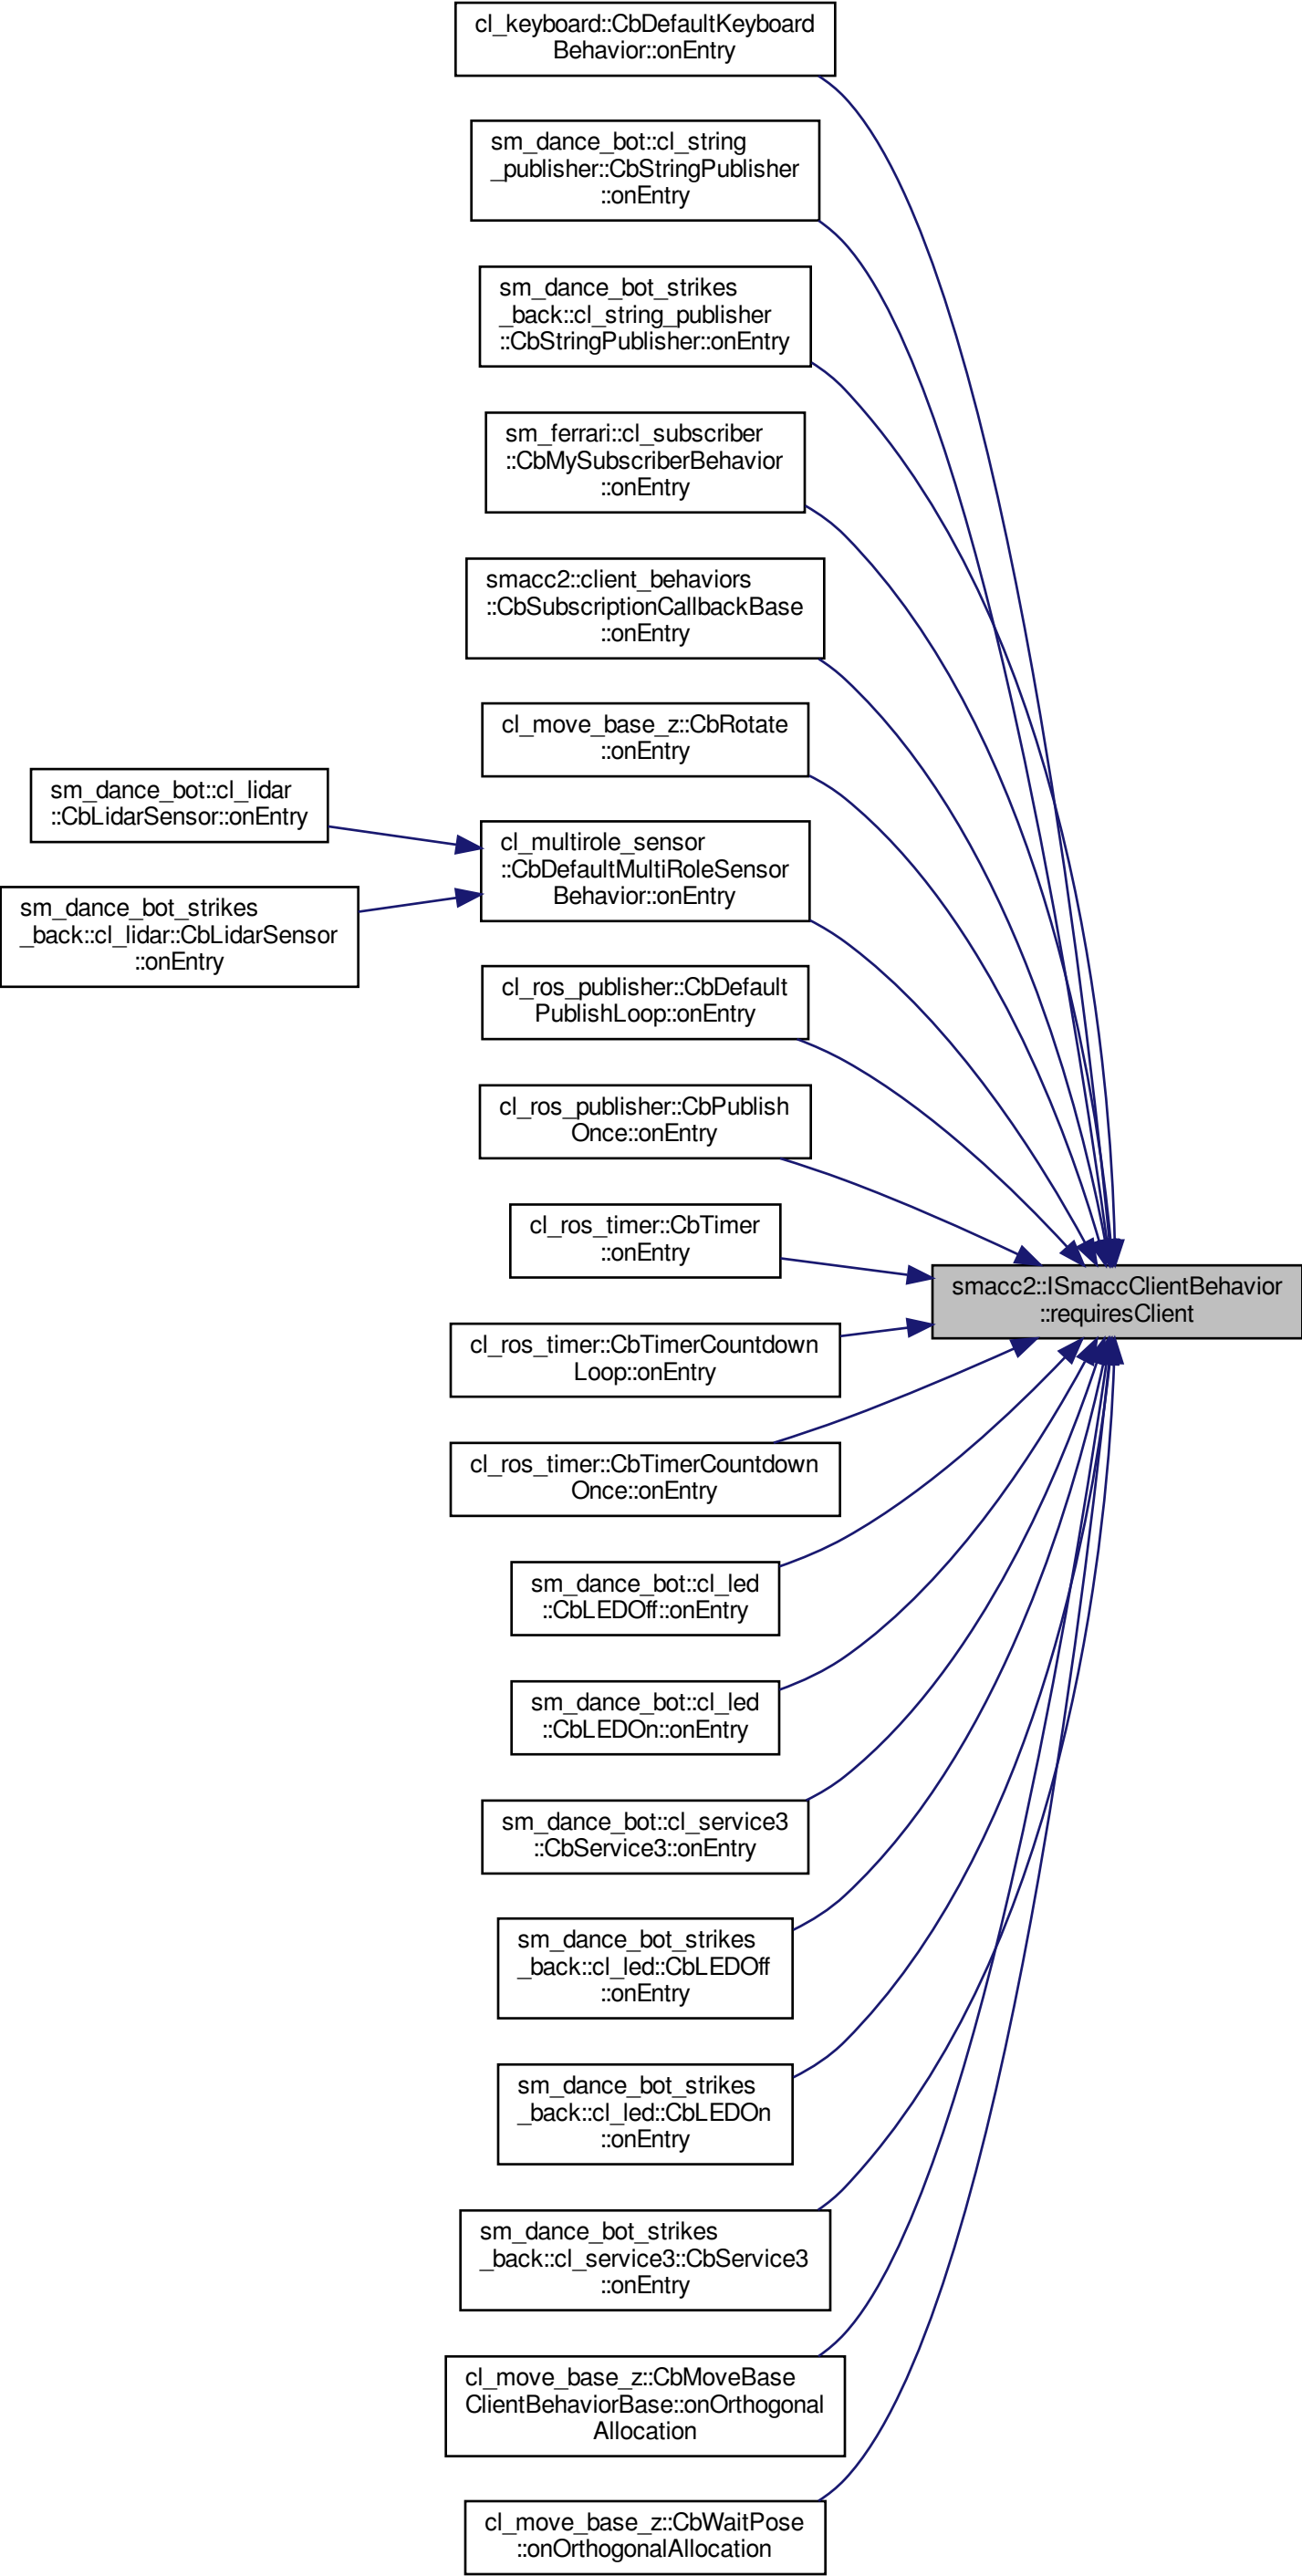 cl_keyboard::CbDefaultKeyboard
Behavior::onEntry
sm_dance_bot::cl_string
_publisher::CbStringPublisher
::onEntry
sm_dance_bot_strikes
_back::cl_string_publisher
::CbStringPublisher::onEntry
sm_ferrari::cl_subscriber
::CbMySubscriberBehavior
::onEntry
smacc2::client_behaviors
::CbSubscriptionCallbackBase
::onEntry
cl_move_base_z::CbRotate
::onEntry
sm_dance_bot::cl_lidar
::CbLidarSensor::onEntry
cl_multirole_sensor
::CbDefaultMultiRoleSensor
Behavior::onEntry
sm_dance_bot_strikes
_back::cl_lidar::CbLidarSensor
::onEntry
cl_ros_publisher::CbDefault
PublishLoop::onEntry
cl_ros_publisher::CbPublish
Once::onEntry
cl_ros_timer::CbTimer
::onEntry
smacc2::ISmaccClientBehavior
::requiresClient
cl_ros_timer::CbTimerCountdown
Loop::onEntry
cl_ros_timer::CbTimerCountdown
Once::onEntry
sm_dance_bot::cl_led
::CbLEDOff::onEntry
sm_dance_bot::cl_led
::CbLEDOn::onEntry
sm_dance_bot::cl_service3
::CbService3::onEntry
sm_dance_bot_strikes
_back::cl_led::CbLEDOff
::onEntry
sm_dance_bot_strikes
_back::cl_led::CbLEDOn
::onEntry
sm_dance_bot_strikes
_back::cl_service3::CbService3
::onEntry
cl_move_base_z::CbMoveBase
ClientBehaviorBase::onOrthogonal
Allocation
cl_move_base_z::CbWaitPose
::onOrthogonalAllocation